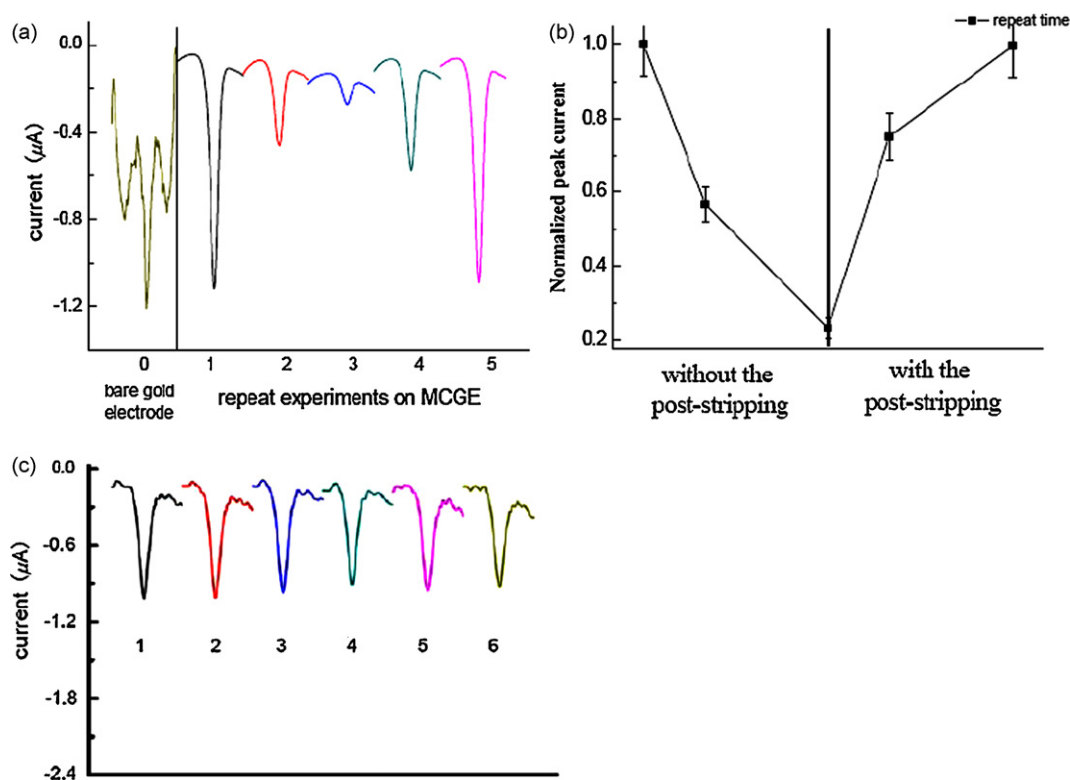 (a)
0.0
-0.4
-0.8
-1.2
current (μA)
0 1 2 3 4 5
bare gold
electrode
repeat experiments on MCGE
(b)
repeat time
1.0
0.8
0.6
0.4
0.2
Normalized peak current
without the
post-stripping
with the
post-stripping
(c)
0.0
-0.6
-1.2
-1.8
-2.4
current (μA)
1 2 3 4 5 6